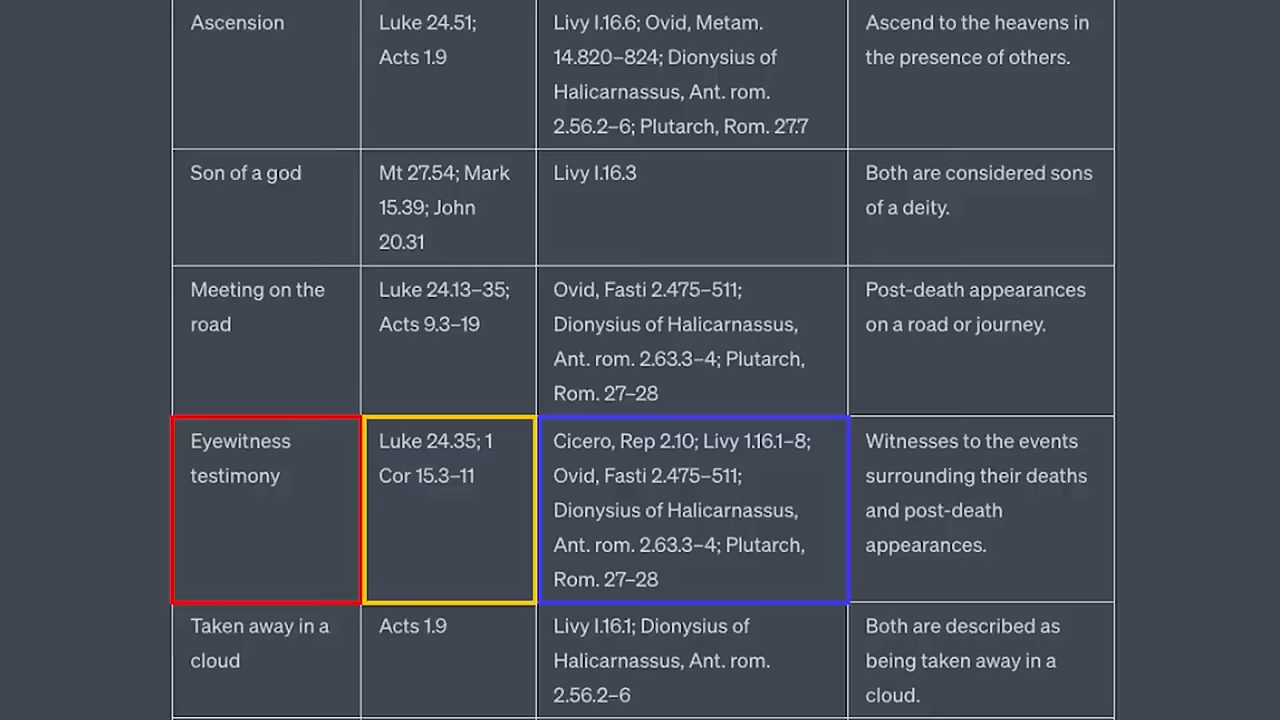 Ascension
Luke 24.51;
Acts 1.9
Livy I.16.6; Ovid, Metam.
14.820–824; Dionysius of
Halicarnassus, Ant. rom.
2.56.2–6; Plutarch, Rom. 27.7
Ascend to the heavens in
the presence of others.
Son of a god
Mt 27.54; Mark
15.39; John
20.31
Livy I.16.3
Both are considered sons
of a deity.
Meeting on the
road
Luke 24.13–35;
Acts 9.3–19
Ovid, Fasti 2.475–511;
Dionysius of Halicarnassus,
Ant. rom. 2.63.3–4; Plutarch,
Rom. 27–28
Post-death appearances
on a road or journey.
Eyewitness
testimony
Luke 24.35; 1
Cor 15.3–11
Cicero, Rep 2.10; Livy 1.16.1–8;
Ovid, Fasti 2.475–511;
Dionysius of Halicarnassus,
Ant. rom. 2.63.3–4; Plutarch,
Rom. 27–28
Witnesses to the events
surrounding their deaths
and post-death
appearances.
Taken away in a
cloud
Acts 1.9
Livy I.16.1; Dionysius of
Halicarnassus, Ant. rom.
2.56.2–6
Both are described as
being taken away in a
cloud.